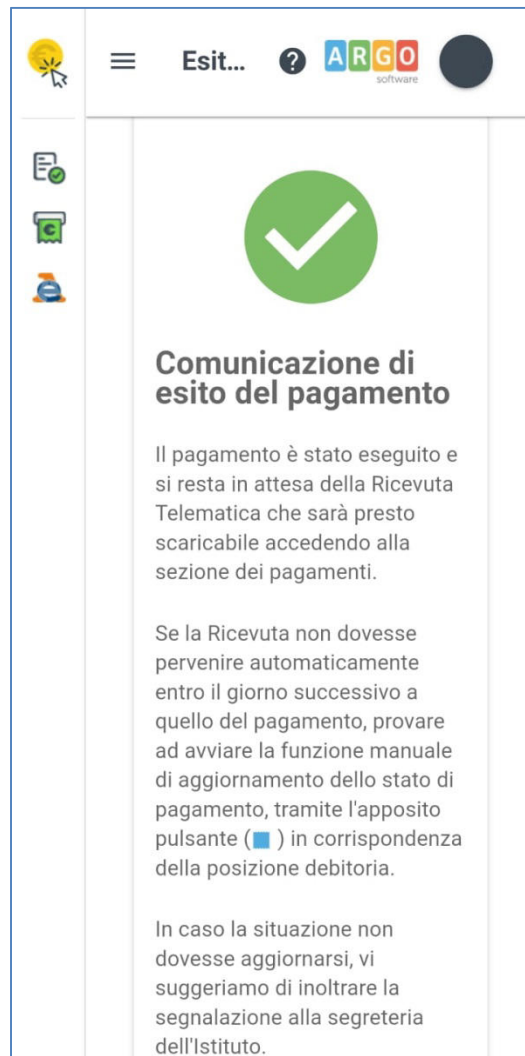 Esit...
ARGO
software
Comunicazione di
esito del pagamento
Il pagamento è stato eseguito e
si resta in attesa della Ricevuta
Telematica che sarà presto
scaricabile accedendo alla
sezione dei pagamenti.
Se la Ricevuta non dovesse
pervenire automaticamente
entro il giorno successivo a
quello del pagamento, provare
ad avviare la funzione manuale
di aggiornamento dello stato di
pagamento, tramite l'apposito
pulsante ( ) in corrispondenza
della posizione debitoria.
In caso la situazione non
dovesse aggiornarsi, vi
suggeriamo di inoltrare la
segnalazione alla segreteria
dell'Istituto.